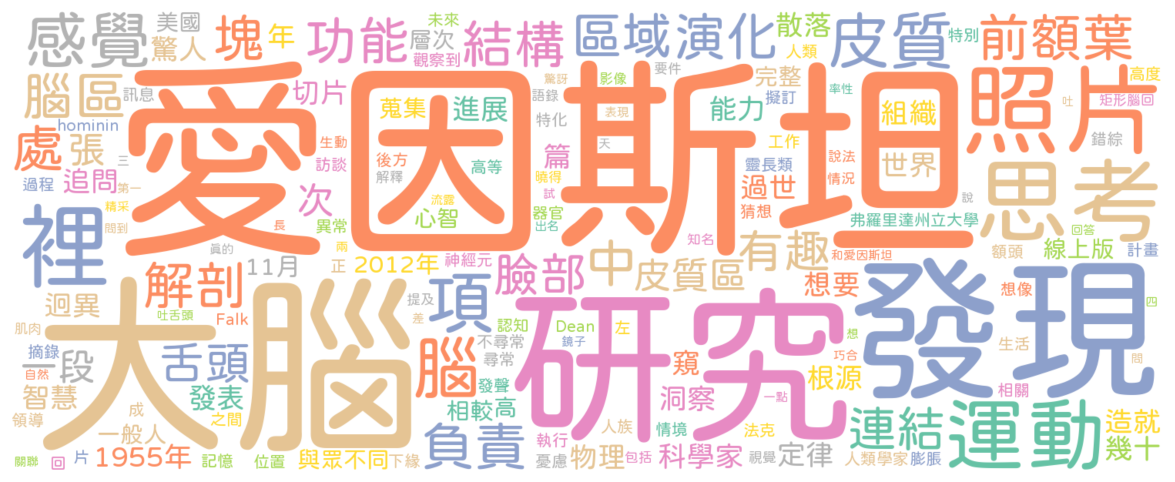 感覺
美國
驚人
塊
年
功能
未來
層次
觀察到
結構
區域
演化
散落
人類
皮質
特別
前額葉
腦區
訊息
hominin
愛因斯坦
切片
蒐集
進展
驚訝
語錄
特化
影像
表現
天
要件
能力
完整
擬訂
工作
率性
組織
世界
照片
吐
高度
矩形腦回
錯綜
處
張
過程
追問
第一
三
精采
問到
生動
訪談
次
異常
長
後方
解釋
高等
心智
流露
篇
曉得
試
器官
出名
靈長類
過世
猜想
說法
情況
弗羅里達州立大學
說
思考
回答
額頭
線上版
計畫
裡
解剖
真的
11月
兩
正
2012年
神經元
臉部
中
皮質區
知名
有趣
和愛因斯坦
想要
發現
想像
四
迥異
吐舌頭
Falk
肌肉
大腦
提及
差
項
認知
不尋常
尋常
Dean
鏡子
左
研究
想
巧合
生活
問
摘錄
一段
自然
舌頭
腦
發聲
窺
根源
相關
智慧
領導
成
發表
之間
相較
高
洞察
一點
連結
運動
造就
幾十
一般人
與眾不同
下緣
負責
執行
憂慮
人族
情境
法克
物理
包括
科學家
視覺
定律
人類學家
膨脹
關聯
回
片
1955年
記憶
位置